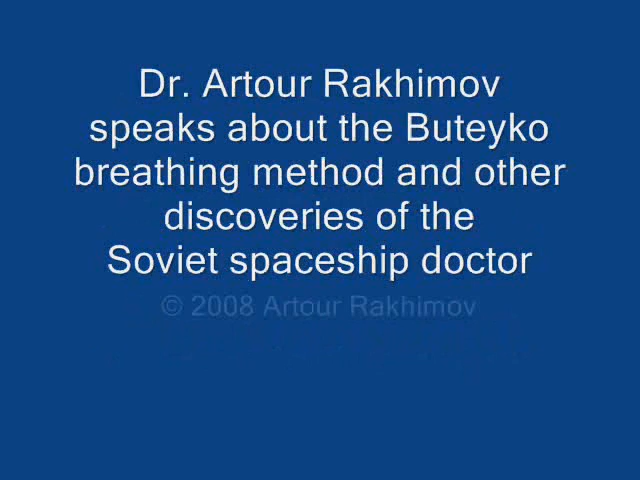 Dr. Artour Rakhimov
speaks about the Buteyko
breathing method and other
discoveries of the
Soviet spaceship doctor
© 2008 Artour Rakhimov